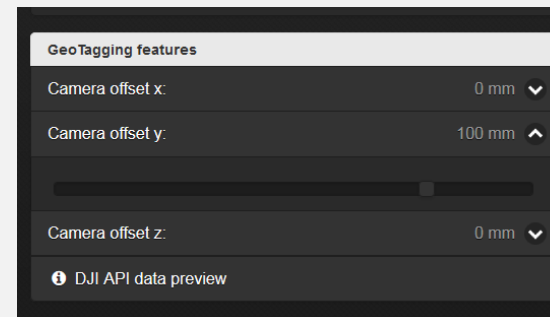 GeoTagging features
Camera offset x: 0 mm
Camera offset y: 100 mm
Camera offset z: 0 mm
DJI API data preview